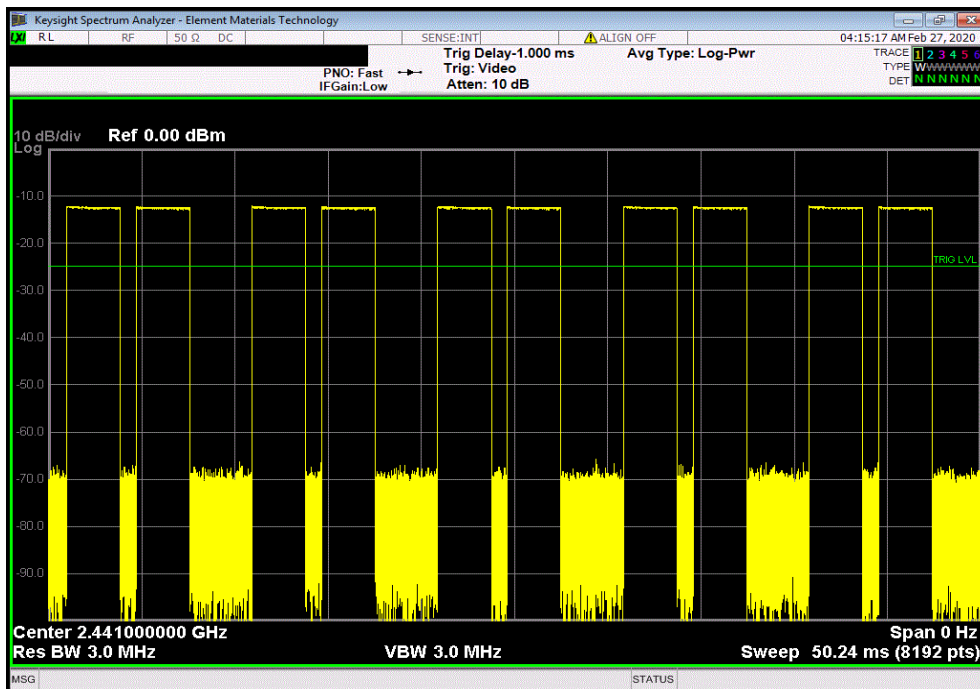 Keysight Spectrum Analyzer - Element Materials Technology
LXI RL RF 50 Ω DC SENSE:INT ALIGN OFF 04:15:17 AM Feb 27, 2020
Trig Delay-1.000 ms Avg Type: Log-Pwr TRACE 1 2 3 4 5 6
PNO: Fast Trig: Video TYPE WWWWWWW
IFGain:Low Atten: 10 dB DET N N N N N N
10 dB/div Ref 0.00 dBm
Log
-10.0
-20.0
TRIG LVL
-30.0
-40.0
-50.0
-60.0
-70.0
-80.0
-90.0
Center 2.441000000 GHz Span 0 Hz
Res BW 3.0 MHz VBW 3.0 MHz Sweep 50.24 ms (8192 pts)
MSG STATUS